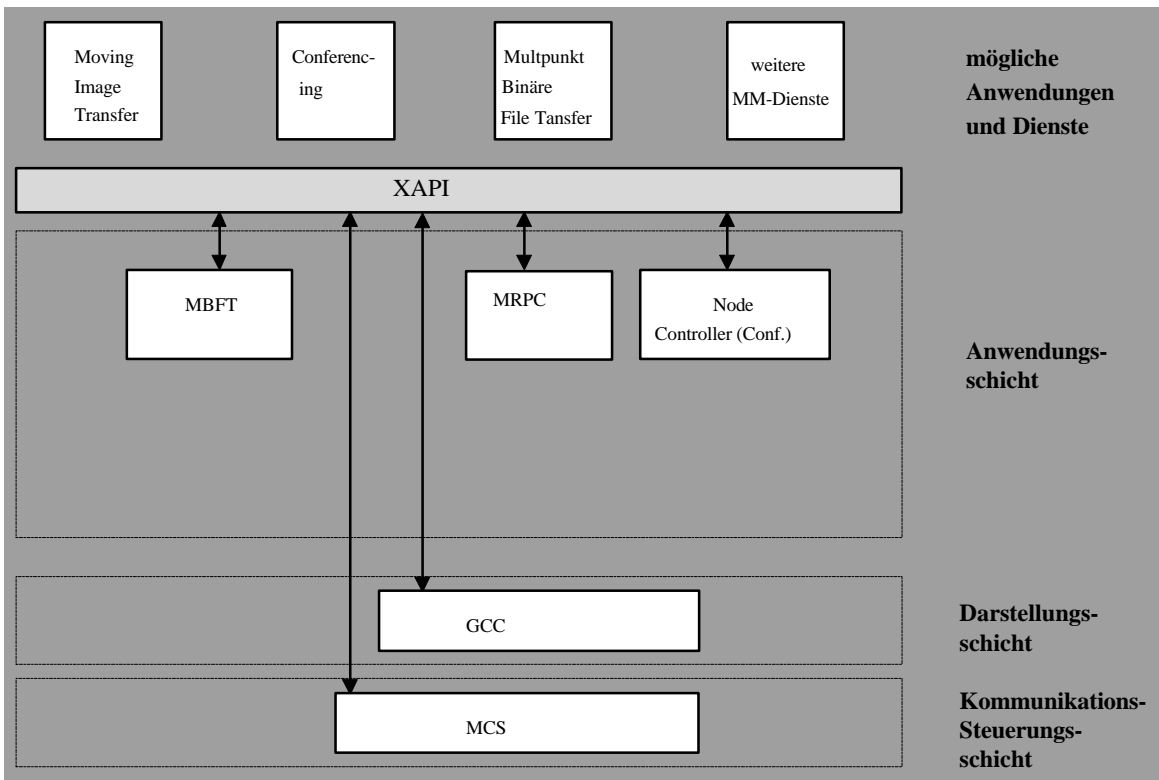 Moving
Image
Transfer
Conferenc-
ing
Multpunkt
Binäre
File Tansfer
weitere
MM-Dienste
mögliche
Anwendungen
und Dienste
XAPI
MBFT
MRPC
Node
Controller (Conf.)
Anwendungs-
schicht
GCC
Darstellungs-
schicht
MCS
Kommunikations-
Steuerungs-
schicht